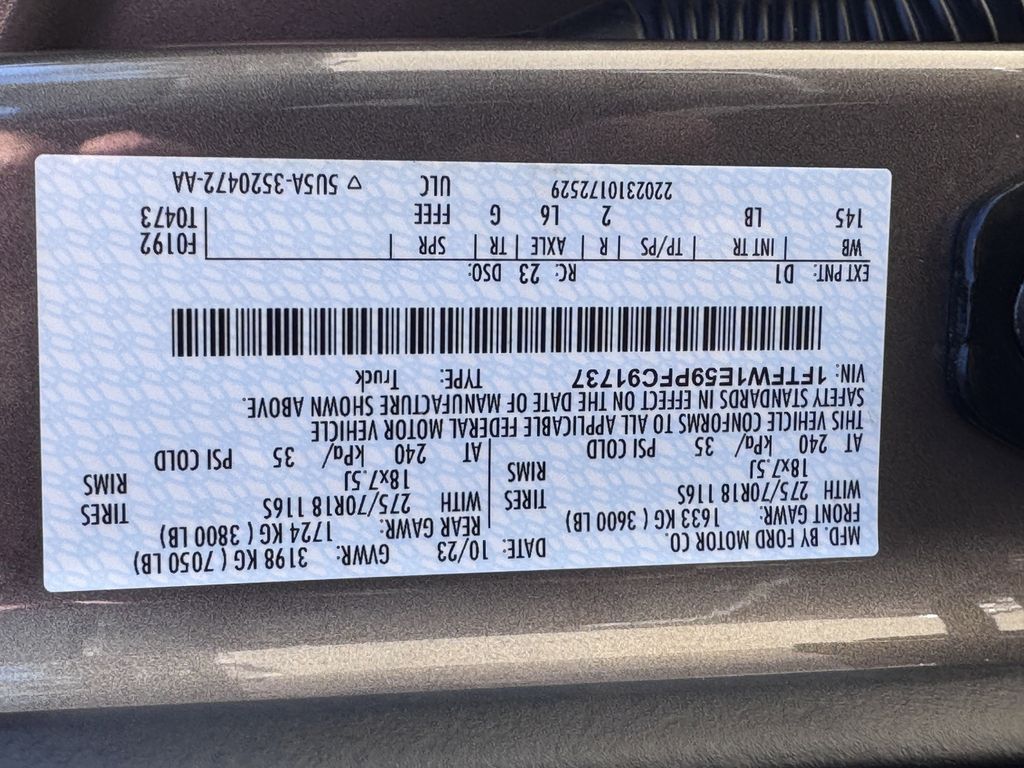 MFD. BY FORD MOTOR CO.
DATE: 10/23 GVWR: 3198 KG ( 7050 LB)
FRONT GAWR: 1633 KG ( 3600 LB) REAR GAWR: 1724 KG ( 3800 LB)
WITH 275/70R18 116S TIRES WITH 275/70R18 116S TIRES
18x7.5J RIMS 18x7.5J RIMS
AT 240 kPa/ 35 PSI COLD AT 240 kPa/ 35 PSI COLD
THIS VEHICLE CONFORMS TO ALL APPLICABLE FEDERAL MOTOR VEHICLE
SAFETY STANDARDS IN EFFECT ON THE DATE OF MANUFACTURE SHOWN ABOVE.
VIN: 1FTFW1E59PFC91737 TYPE: Truck
EXT PNT: D1 RC: 23 DSO:
WB INT TR TP/PS R AXLE TR SPR F0192
145 LB 2 L6 G FFEE T0473
2202310172529 ULC ▽ 5U5A-3520472-AA